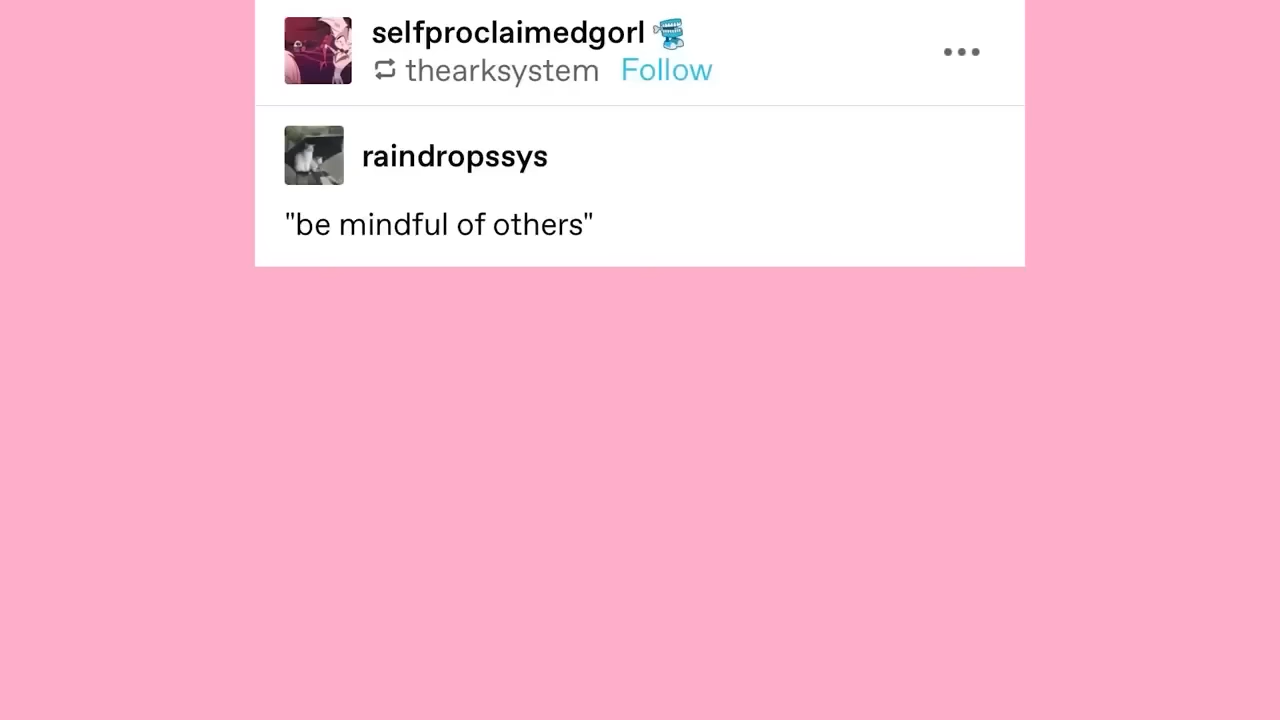 selfproclaimedgorl
thearksystem Follow
raindropssys
"be mindful of others"